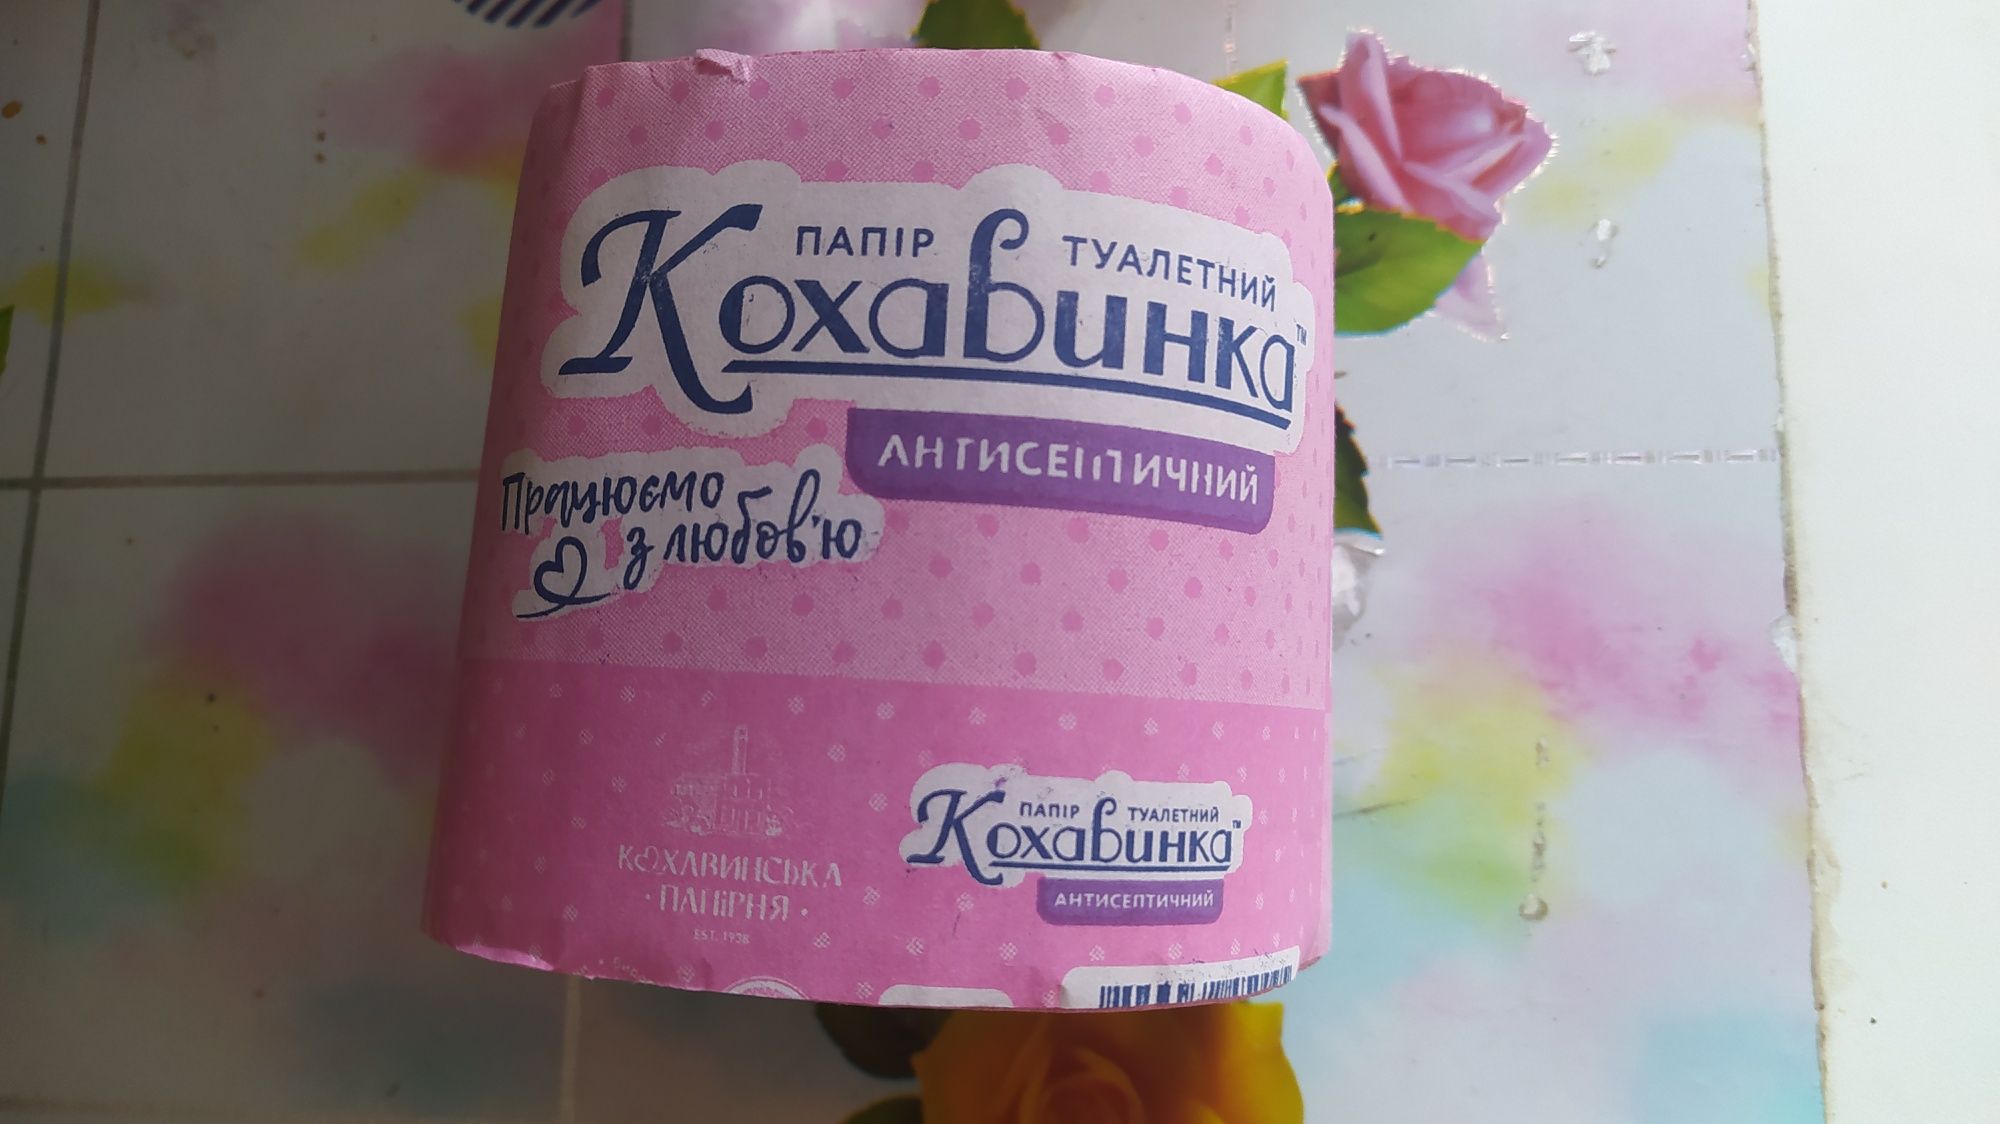 ПАПІР ТУАЛЕТНИЙ
Кохавинка™
АНТИСЕПТИЧНИЙ
Працюємо
з любов'ю
КОХАВИНСЬКА
· ПАПІРНЯ ·
EST. 1938
ПАПІР ТУАЛЕТНИЙ
Кохавинка™
АНТИСЕПТИЧНИЙ